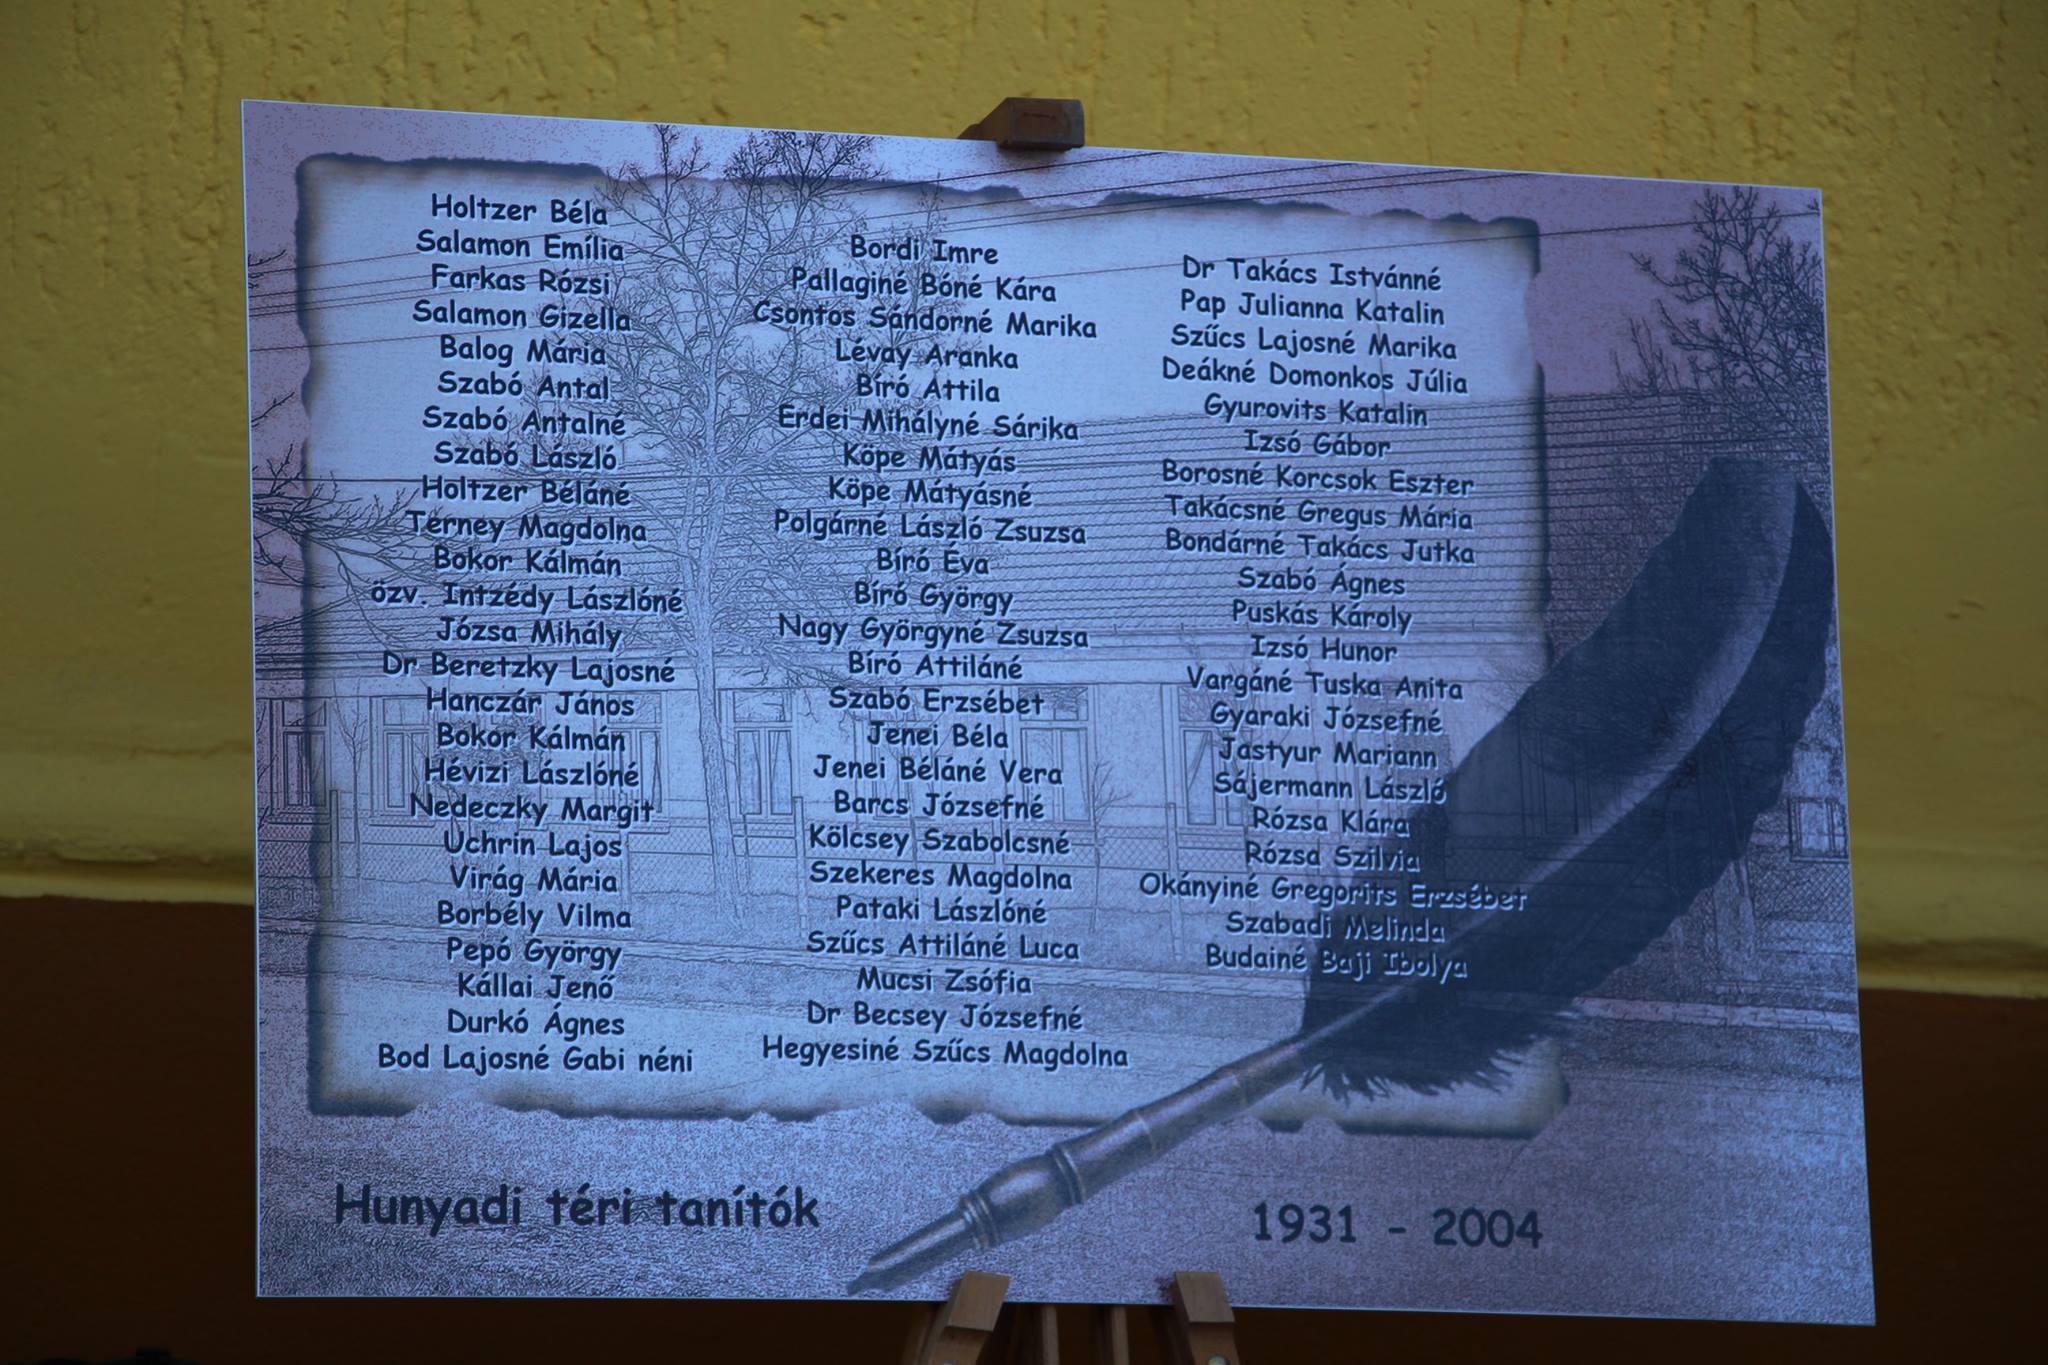 Holtzer Béla
Salamon Emília
Farkas Rózsi
Salamon Gizella
Balog Mária
Szabó Antal
Szabó Antalné
Szabó László
Holtzer Béláné
Terney Magdolna
Bokor Kálmán
özv. Intzédy Lászlóné
Józsa Mihály
Dr Beretzky Lajosné
Hanczár János
Bokor Kálmán
Hévizi Lászlóné
Nedeczky Margit
Uchrin Lajos
Virág Mária
Borbély Vilma
Pepó György
Kállai Jenő
Durkó Ágnes
Bod Lajosné Gabi néni
Bordi Imre
Pallaginé Bóné Kára
Csontos Sándorné Marika
Lévay Aranka
Bíró Attila
Erdei Mihályné Sárika
Köpe Mátyás
Köpe Mátyásné
Polgárné László Zsuzsa
Bíró Éva
Bíró György
Nagy Györgyné Zsuzsa
Bíró Attiláné
Szabó Erzsébet
Jenei Béla
Jenei Béláné Vera
Barcs Józsefné
Kölcsey Szabolcsné
Szekeres Magdolna
Pataki Lászlóné
Szűcs Attiláné Luca
Mucsi Zsófia
Dr Becsey Józsefné
Hegyesiné Szűcs Magdolna
Dr Takács Istvánné
Pap Julianna Katalin
Szűcs Lajosné Marika
Deákné Domonkos Júlia
Gyurovits Katalin
Izsó Gábor
Borosné Korcsok Eszter
Takácsné Gregus Mária
Bondárné Takács Jutka
Szabó Ágnes
Puskás Károly
Izsó Hunor
Vargáné Tuska Anita
Gyaraki Józsefné
Jastyur Mariann
Sájermann László
Rózsa Klára
Rózsa Szilvia
Okányiné Gregorits Erzsébet
Szabadi Melinda
Budainé Baji Ibolya
Hunyadi téri tanítók
1931 - 2004